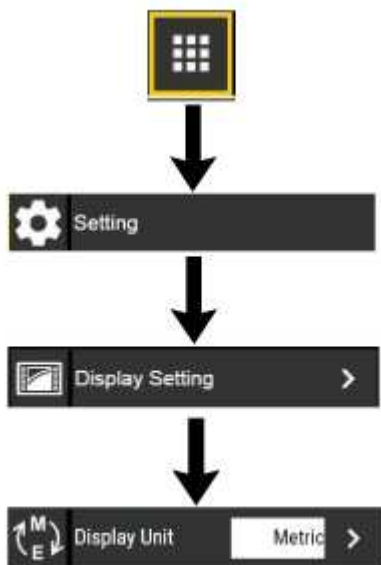 Setting
Display Setting
M
E
Display Unit Metric